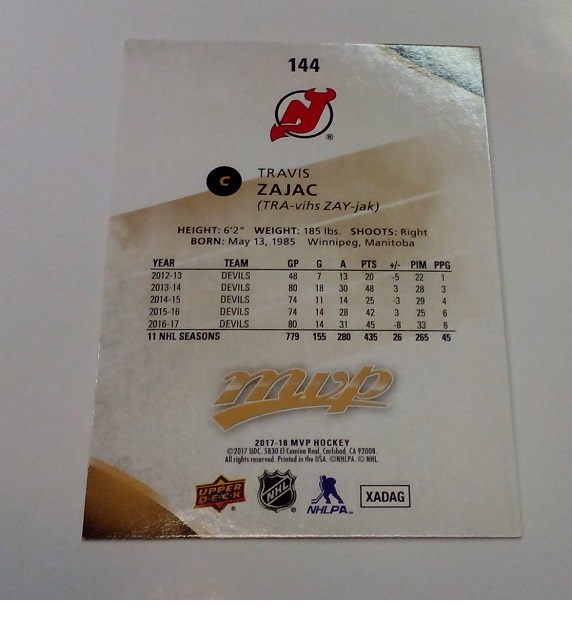 144
C
TRAVIS
ZAJAC
(TRA-vihs ZAY-jak)
HEIGHT: 6'2" WEIGHT: 185 lbs. SHOOTS: Right
BORN: May 13, 1985 Winnipeg, Manitoba
YEAR TEAM GP G A PTS +/- PIM PPG
2012-13 DEVILS 48 7 13 20 -5 22 1
2013-14 DEVILS 80 18 30 48 3 28 3
2014-15 DEVILS 74 11 14 25 -3 29 4
2015-16 DEVILS 74 14 28 42 3 25 6
2016-17 DEVILS 80 14 31 45 -8 33 6
11 NHL SEASONS 779 155 280 435 26 265 45
mvp
2017-18 MVP HOCKEY
©2017 UDC. 5830 El Camino Real, Carlsbad, CA 92008.
All rights reserved. Printed in the USA. ©NHLPA. © NHL.
UPPER DECK NHL NHLPA XADAG